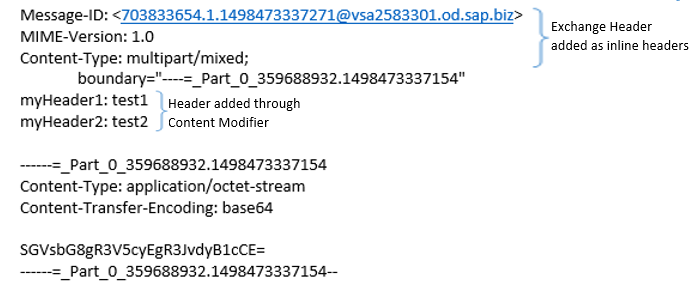 Message-ID: <703833654.1.1498473337271@vsa2583301.od.sap.biz>
MIME-Version: 1.0
Content-Type: multipart/mixed;
boundary="----=_Part_0_359688932.1498473337154"
Exchange Header
added as inline headers
myHeader1: test1
myHeader2: test2
Header added through
Content Modifier
------=_Part_0_359688932.1498473337154
Content-Type: application/octet-stream
Content-Transfer-Encoding: base64
SGVsbG8gR3V5cyEgR3JvdyB1cCE=
------=_Part_0_359688932.1498473337154--